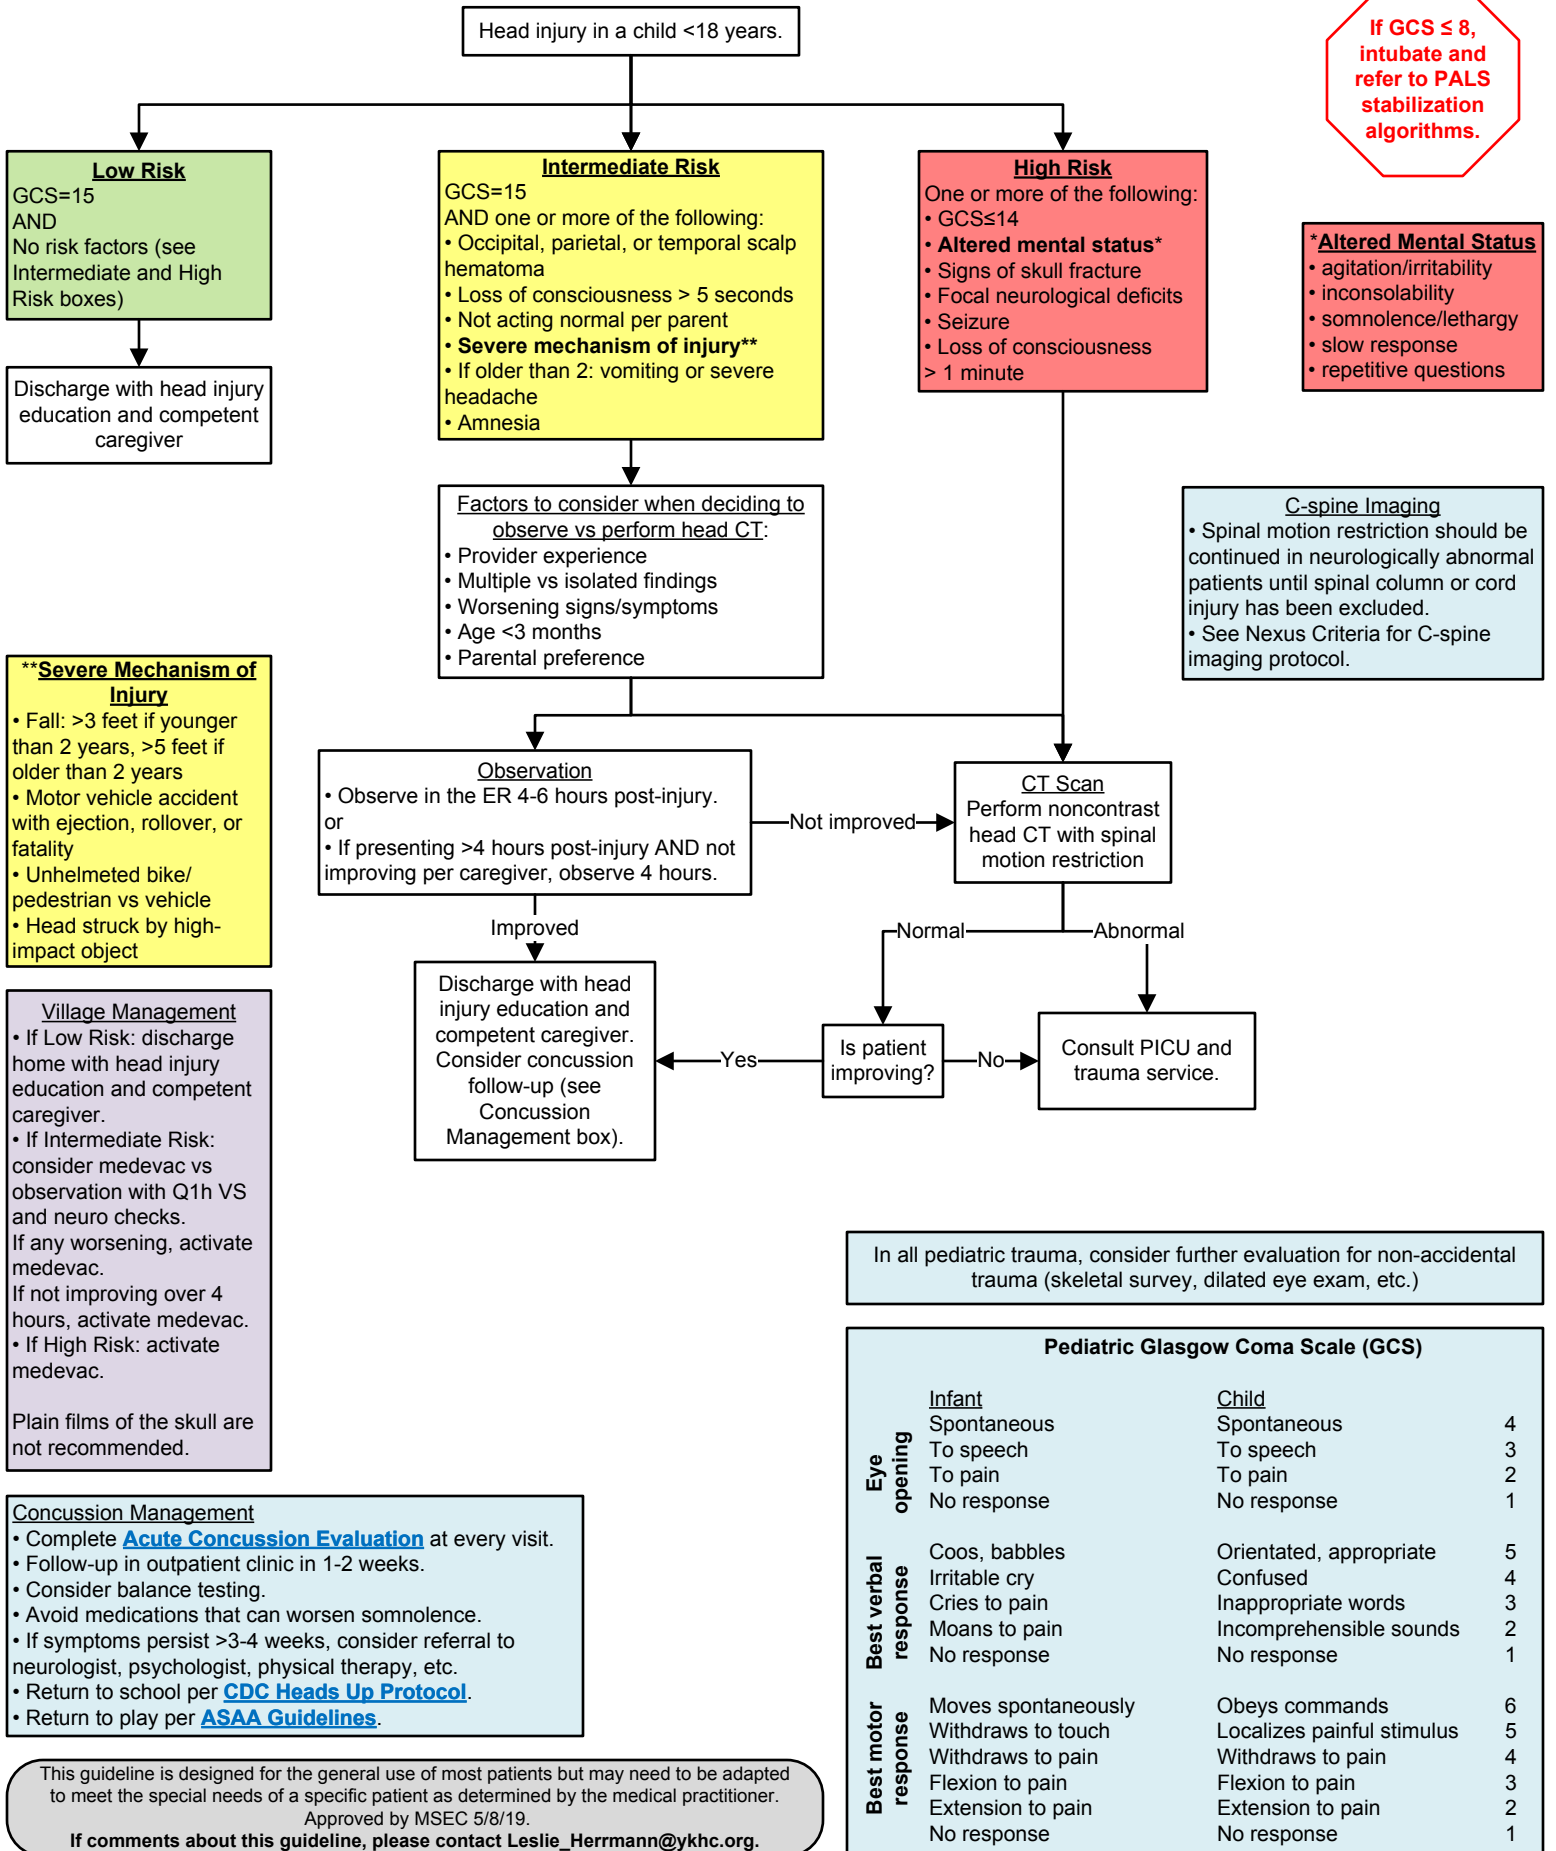 Head injury in a child <18 years.
If GCS ≤ 8,
intubate and
refer to PALS
stabilization
algorithms.
Low Risk
GCS=15
AND
No risk factors (see
Intermediate and High
Risk boxes)
Intermediate Risk
GCS=15
AND one or more of the following:
• Occipital, parietal, or temporal scalp
hematoma
• Loss of consciousness > 5 seconds
• Not acting normal per parent
• Severe mechanism of injury**
• If older than 2: vomiting or severe
headache
• Amnesia
High Risk
One or more of the following:
• GCS≤14
• Altered mental status*
• Signs of skull fracture
• Focal neurological deficits
• Seizure
• Loss of consciousness
> 1 minute
*Altered Mental Status
• agitation/irritability
• inconsolability
• somnolence/lethargy
• slow response
• repetitive questions
Discharge with head injury
education and competent
caregiver
Factors to consider when deciding to
observe vs perform head CT:
• Provider experience
• Multiple vs isolated findings
• Worsening signs/symptoms
• Age <3 months
• Parental preference
C-spine Imaging
• Spinal motion restriction should be
continued in neurologically abnormal
patients until spinal column or cord
injury has been excluded.
• See Nexus Criteria for C-spine
imaging protocol.
**Severe Mechanism of
Injury
• Fall: >3 feet if younger
than 2 years, >5 feet if
older than 2 years
• Motor vehicle accident
with ejection, rollover, or
fatality
• Unhelmeted bike/
pedestrian vs vehicle
• Head struck by high-
impact object
Observation
• Observe in the ER 4-6 hours post-injury.
or
• If presenting >4 hours post-injury AND not
improving per caregiver, observe 4 hours.
Not improved
CT Scan
Perform noncontrast
head CT with spinal
motion restriction
Improved
Normal
Abnormal
Discharge with head
injury education and
competent caregiver.
Consider concussion
follow-up (see
Concussion
Management box).
Yes
Is patient
improving?
No
Consult PICU and
trauma service.
Village Management
• If Low Risk: discharge
home with head injury
education and competent
caregiver.
• If Intermediate Risk:
consider medevac vs
observation with Q1h VS
and neuro checks.
If any worsening, activate
medevac.
If not improving over 4
hours, activate medevac.
• If High Risk: activate
medevac.
Plain films of the skull are
not recommended.
In all pediatric trauma, consider further evaluation for non-accidental
trauma (skeletal survey, dilated eye exam, etc.)
Concussion Management
• Complete Acute Concussion Evaluation at every visit.
• Follow-up in outpatient clinic in 1-2 weeks.
• Consider balance testing.
• Avoid medications that can worsen somnolence.
• If symptoms persist >3-4 weeks, consider referral to
neurologist, psychologist, physical therapy, etc.
• Return to school per CDC Heads Up Protocol.
• Return to play per ASAA Guidelines.
This guideline is designed for the general use of most patients but may need to be adapted
to meet the special needs of a specific patient as determined by the medical practitioner.
Approved by MSEC 5/8/19.
If comments about this guideline, please contact Leslie_Herrmann@ykhc.org.
Pediatric Glasgow Coma Scale (GCS)
Infant Child
Eye
opening
Spontaneous Spontaneous 4
To speech To speech 3
To pain To pain 2
No response No response 1
Best verbal
response
Coos, babbles Orientated, appropriate 5
Irritable cry Confused 4
Cries to pain Inappropriate words 3
Moans to pain Incomprehensible sounds 2
No response No response 1
Best motor
response
Moves spontaneously Obeys commands 6
Withdraws to touch Localizes painful stimulus 5
Withdraws to pain Withdraws to pain 4
Flexion to pain Flexion to pain 3
Extension to pain Extension to pain 2
No response No response 1